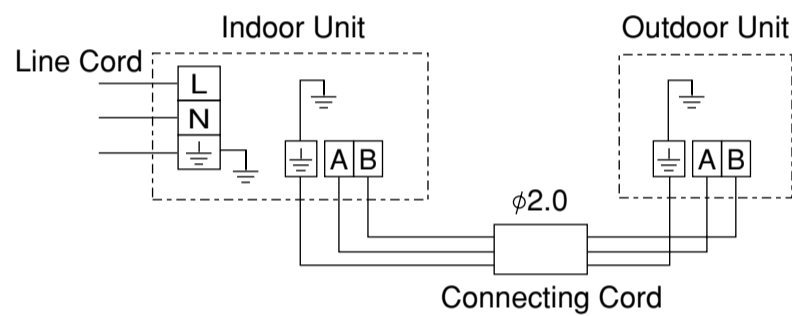 Indoor Unit
Outdoor Unit
Line Cord
L
N
A B
A B
ϕ2.0
Connecting Cord